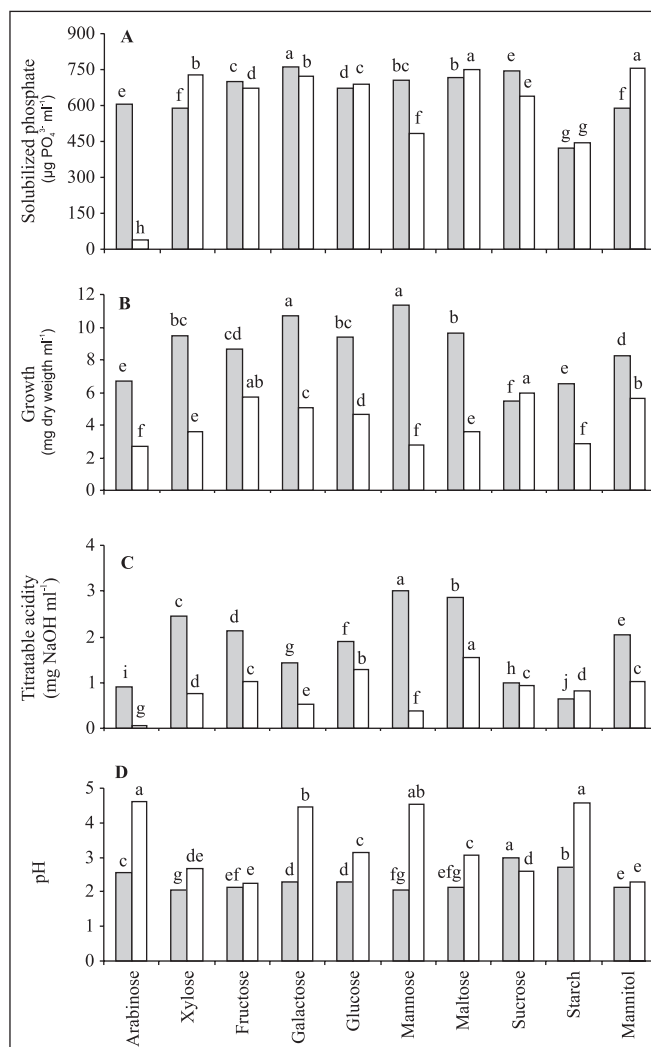 A
900
750
600
450
300
150
0
Solubilized phosphate
(µg PO₄³⁻ ml⁻¹)
e h f b c d a b d c bc f b a e e g g f a
B
12
10
8
6
4
2
0
Growth
(mg dry weigth ml⁻¹)
e f bc e cd ab a c bc d a f b e f a e f d b
C
4
3
2
1
0
Titratable acidity
(mg NaOH ml⁻¹)
i g c d d c g e f b a f b a h c j d e c
D
5
4
3
2
1
0
pH
c a g de ef e d b d c fg ab efg c a d b a e e
Arabinose
Xylose
Fructose
Galactose
Glucose
Mannose
Maltose
Sucrose
Starch
Mannitol